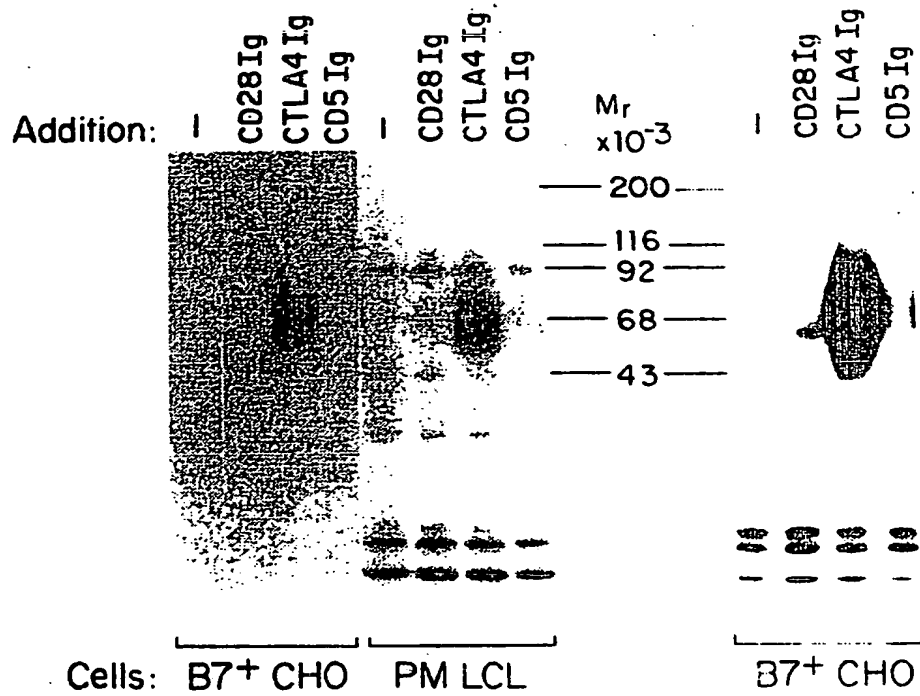 Addition: – CD28Ig CTLA4Ig CD5Ig – CD28Ig CTLA4Ig CD5Ig Mr x10-3 – CD28Ig CTLA4Ig CD5Ig
200
116
92
68
43
Cells: B7+ CHO PM LCL B7+ CHO